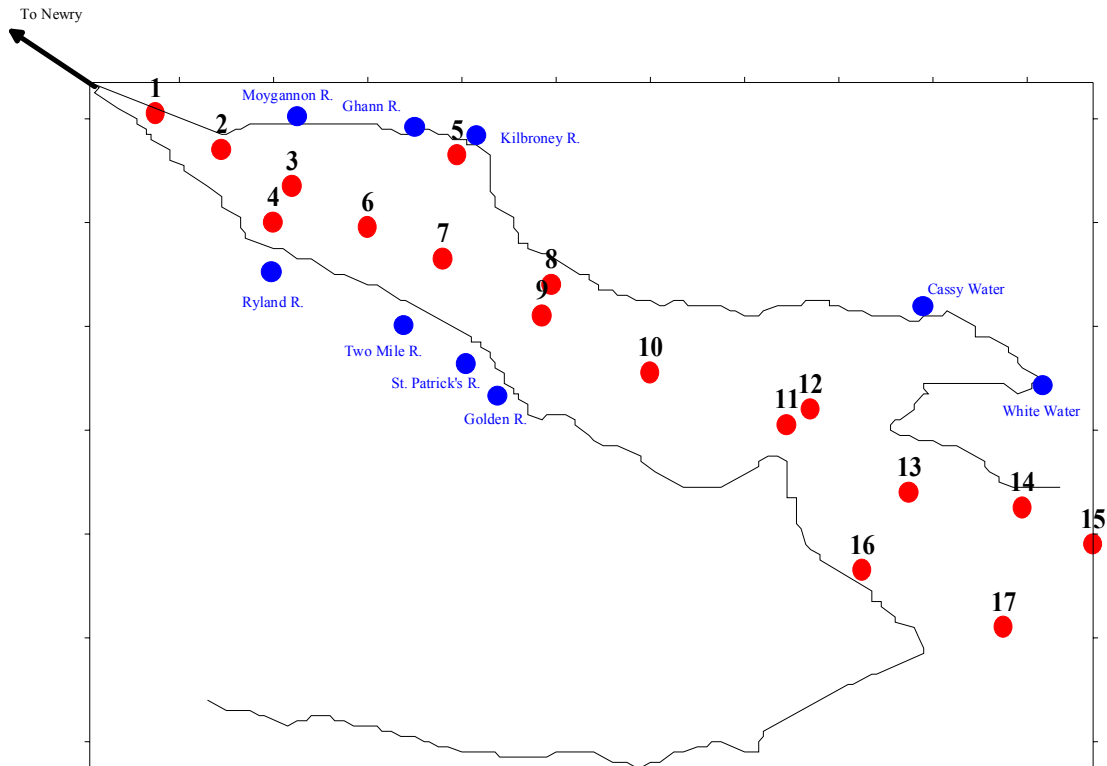 To Newry
1
Moygannon R.
Ghann R.
2
5
Kilbroney R.
3
4
6
7
8
Cassy Water
9
Ryland R.
Two Mile R.
10
St. Patrick's R.
12
11
White Water
Golden R.
13
14
15
16
17